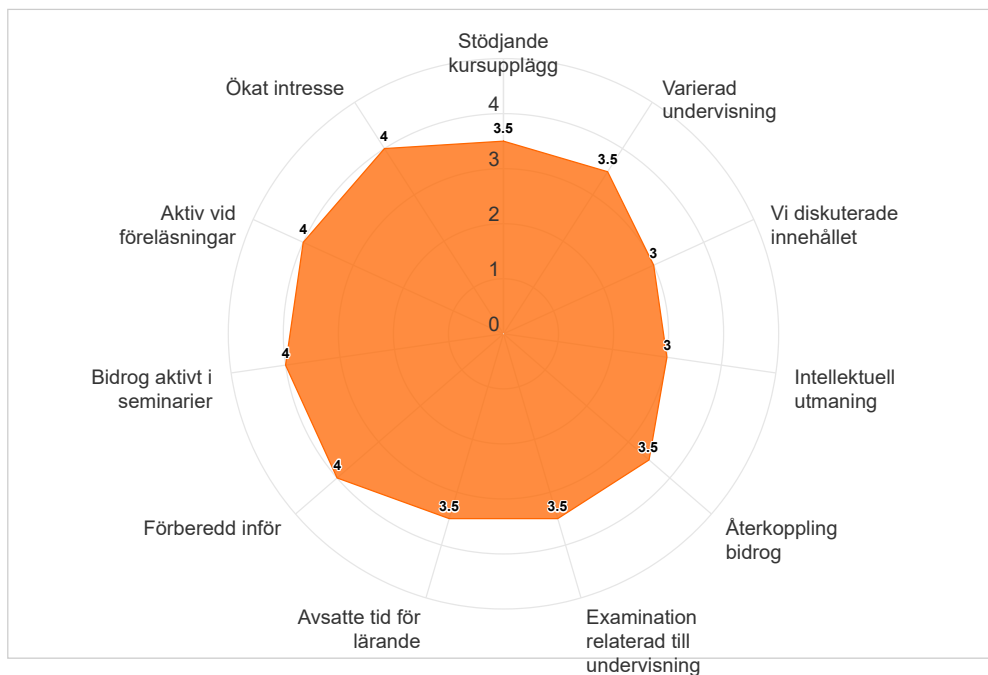 Stödjande
kursupplägg
Ökat intresse
Varierad
undervisning
4
4
3.5
3.5
3
Aktiv vid
föreläsningar
4
2
Vi diskuterade
innehållet
3
1
0
4
3
Bidrog aktivt i
seminarier
Intellektuell
utmaning
4
3.5
3.5
3.5
Förberedd inför
Återkoppling
bidrog
Avsatte tid för
lärande
Examination
relaterad till
undervisning